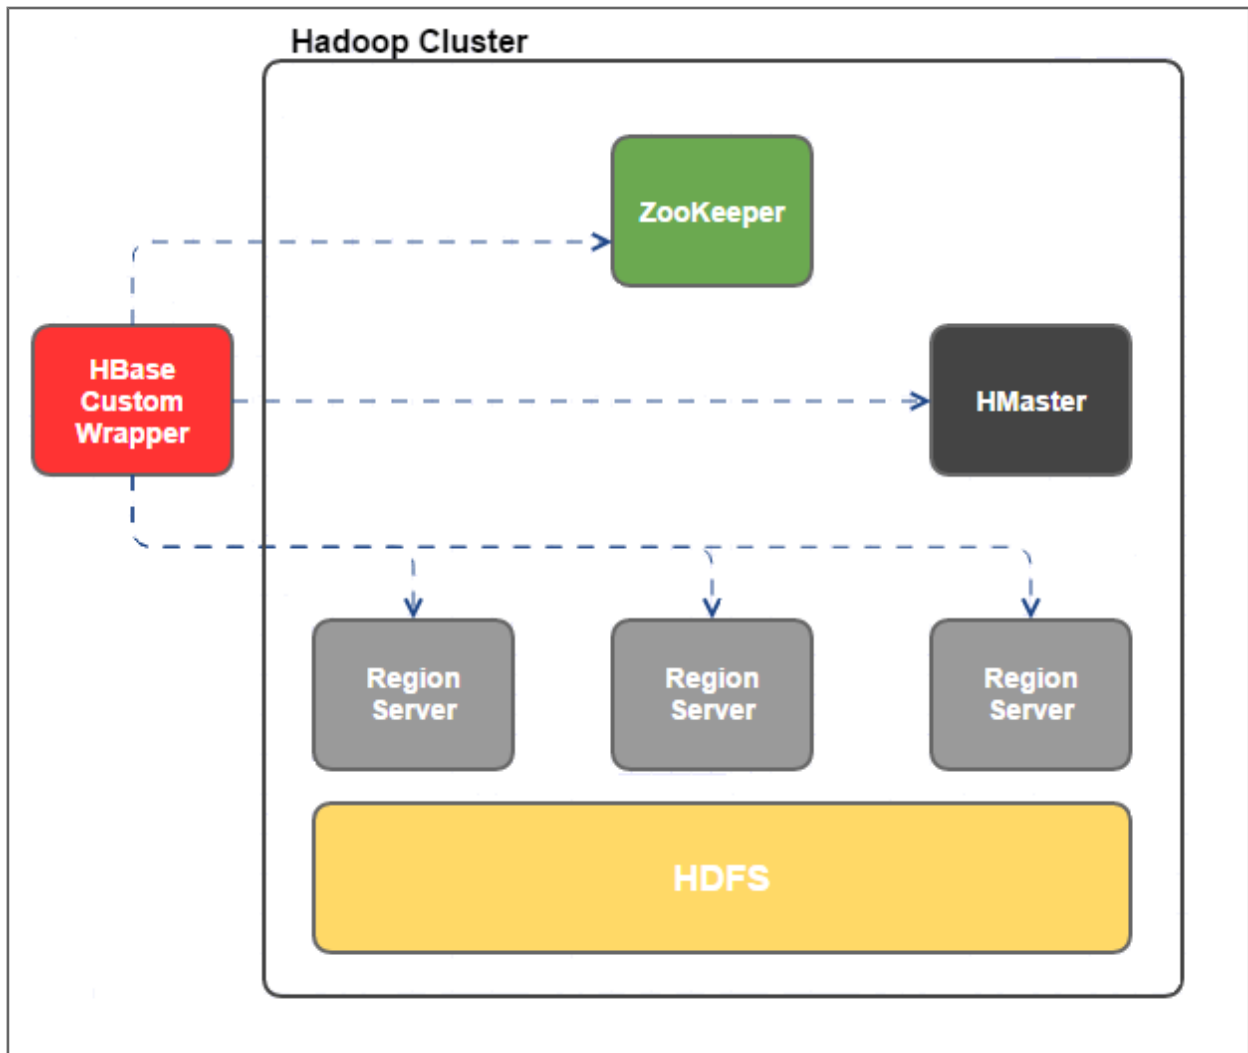 Hadoop Cluster
ZooKeeper
HBase
Custom
Wrapper
HMaster
Region
Server
Region
Server
Region
Server
HDFS